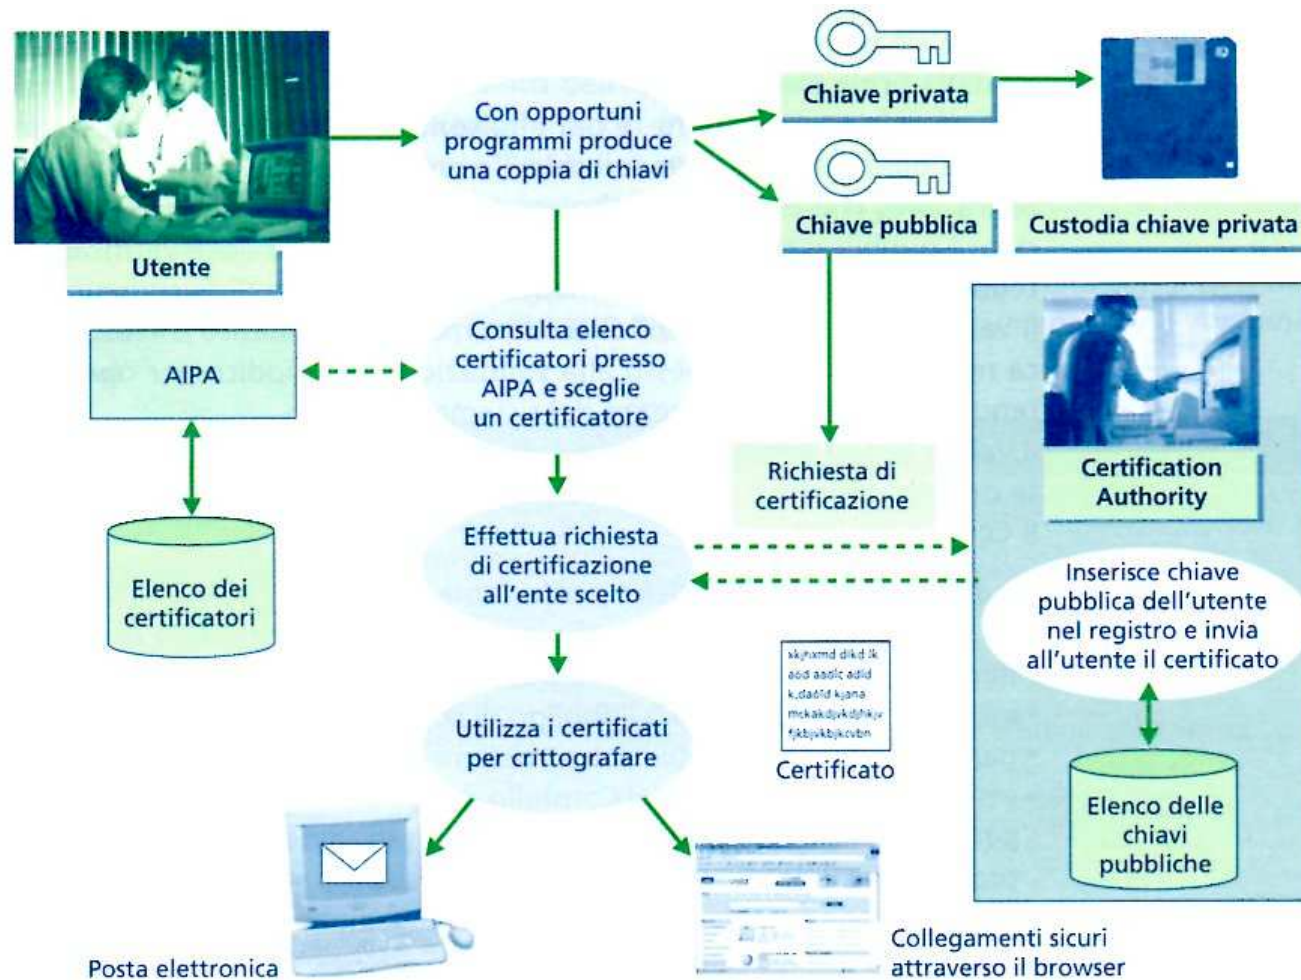 Con opportuni
programmi produce
una coppia di chiavi
Chiave privata
Chiave pubblica
Custodia chiave privata
Utente
AIPA
Consulta elenco
certificatori presso
AIPA e sceglie
un certificatore
Elenco dei
certificatori
Effettua richiesta
di certificazione
all'ente scelto
Richiesta di
certificazione
Certification
Authority
Inserisce chiave
pubblica dell'utente
nel registro e invia
all'utente il certificato
Certificato
Utilizza i certificati
per crittografare
Elenco delle
chiavi
pubbliche
Posta elettronica
Collegamenti sicuri
attraverso il browser